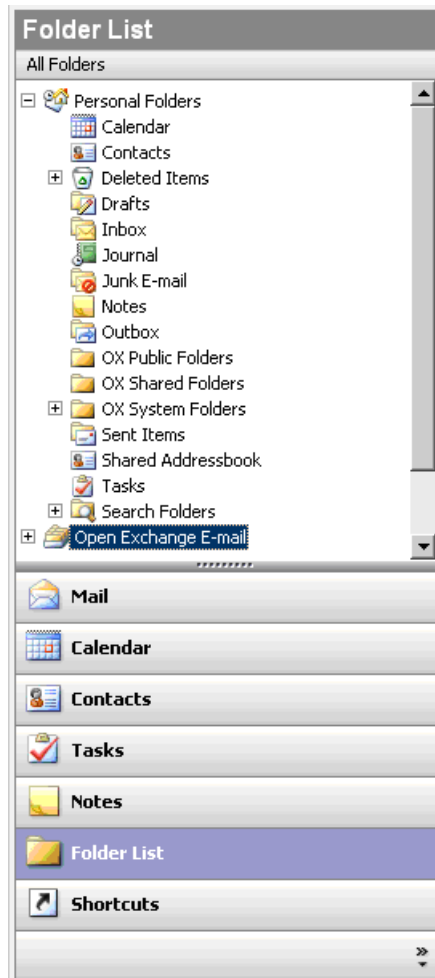 Folder List
All Folders
Personal Folders
Calendar
Contacts
Deleted Items
Drafts
Inbox
Journal
Junk E-mail
Notes
Outbox
OX Public Folders
OX Shared Folders
OX System Folders
Sent Items
Shared Addressbook
Tasks
Search Folders
Open Exchange E-mail
Mail
Calendar
Contacts
Tasks
Notes
Folder List
Shortcuts